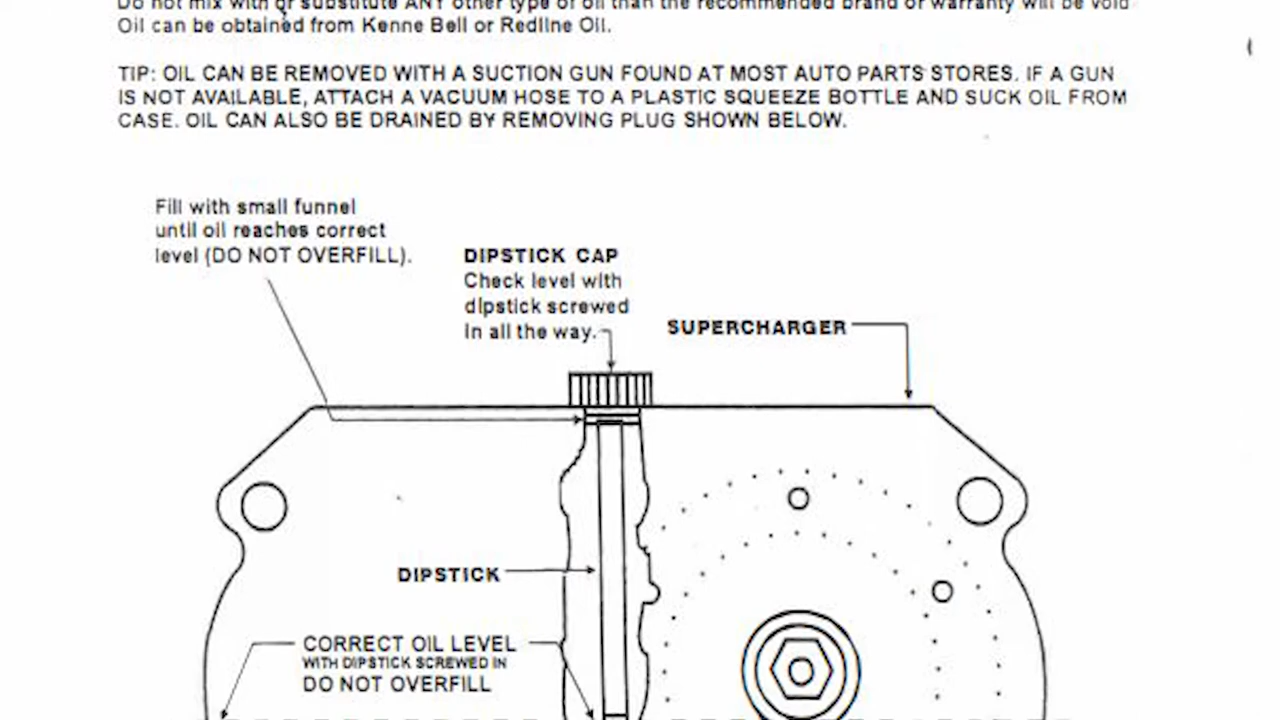 Do not mix with or substitute ANY other type of oil than the recommended brand or warranty will be void
Oil can be obtained from Kenne Bell or Redline Oil.
TIP: OIL CAN BE REMOVED WITH A SUCTION GUN FOUND AT MOST AUTO PARTS STORES. IF A GUN
IS NOT AVAILABLE, ATTACH A VACUUM HOSE TO A PLASTIC SQUEEZE BOTTLE AND SUCK OIL FROM
CASE. OIL CAN ALSO BE DRAINED BY REMOVING PLUG SHOWN BELOW.
Fill with small funnel
until oil reaches correct
level (DO NOT OVERFILL).
DIPSTICK CAP
Check level with
dipstick screwed
In all the way.
SUPERCHARGER
DIPSTICK
CORRECT OIL LEVEL
WITH DIPSTICK SCREWED IN
DO NOT OVERFILL